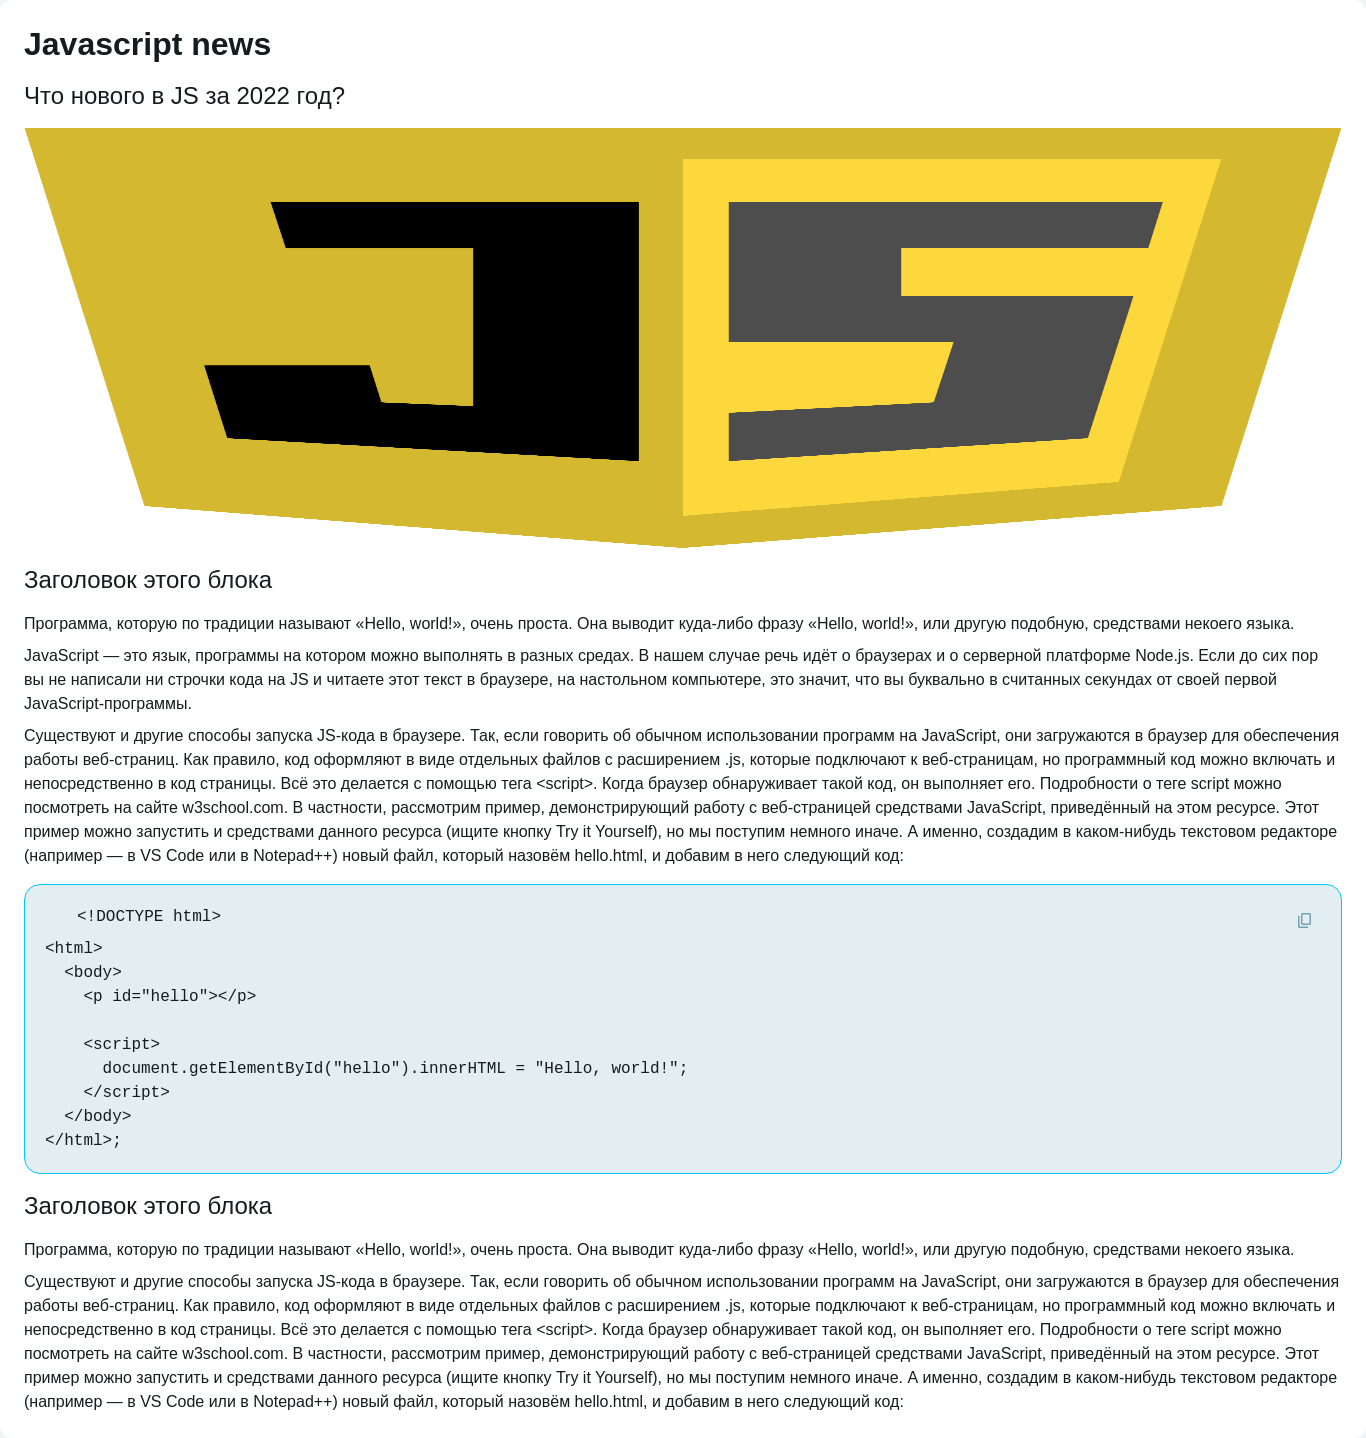 Javascript news
Что нового в JS за 2022 год?
JS
Заголовок этого блока
Программа, которую по традиции называют «Hello, world!», очень проста. Она выводит куда-либо фразу «Hello, world!», или другую подобную, средствами некоего языка.
JavaScript — это язык, программы на котором можно выполнять в разных средах. В нашем случае речь идёт о браузерах и о серверной платформе Node.js. Если до сих пор
вы не написали ни строчки кода на JS и читаете этот текст в браузере, на настольном компьютере, это значит, что вы буквально в считанных секундах от своей первой
JavaScript-программы.
Существуют и другие способы запуска JS-кода в браузере. Так, если говорить об обычном использовании программ на JavaScript, они загружаются в браузер для обеспечения
работы веб-страниц. Как правило, код оформляют в виде отдельных файлов с расширением .js, которые подключают к веб-страницам, но программный код можно включать и
непосредственно в код страницы. Всё это делается с помощью тега <script>. Когда браузер обнаруживает такой код, он выполняет его. Подробности о теге script можно
посмотреть на сайте w3school.com. В частности, рассмотрим пример, демонстрирующий работу с веб-страницей средствами JavaScript, приведённый на этом ресурсе. Этот
пример можно запустить и средствами данного ресурса (ищите кнопку Try it Yourself), но мы поступим немного иначе. А именно, создадим в каком-нибудь текстовом редакторе
(например — в VS Code или в Notepad++) новый файл, который назовём hello.html, и добавим в него следующий код:
<!DOCTYPE html>
<html>
  <body>
    <p id="hello"></p>
    <script>
      document.getElementById("hello").innerHTML = "Hello, world!";
    </script>
  </body>
</html>;
Заголовок этого блока
Программа, которую по традиции называют «Hello, world!», очень проста. Она выводит куда-либо фразу «Hello, world!», или другую подобную, средствами некоего языка.
Существуют и другие способы запуска JS-кода в браузере. Так, если говорить об обычном использовании программ на JavaScript, они загружаются в браузер для обеспечения
работы веб-страниц. Как правило, код оформляют в виде отдельных файлов с расширением .js, которые подключают к веб-страницам, но программный код можно включать и
непосредственно в код страницы. Всё это делается с помощью тега <script>. Когда браузер обнаруживает такой код, он выполняет его. Подробности о теге script можно
посмотреть на сайте w3school.com. В частности, рассмотрим пример, демонстрирующий работу с веб-страницей средствами JavaScript, приведённый на этом ресурсе. Этот
пример можно запустить и средствами данного ресурса (ищите кнопку Try it Yourself), но мы поступим немного иначе. А именно, создадим в каком-нибудь текстовом редакторе
(например — в VS Code или в Notepad++) новый файл, который назовём hello.html, и добавим в него следующий код: